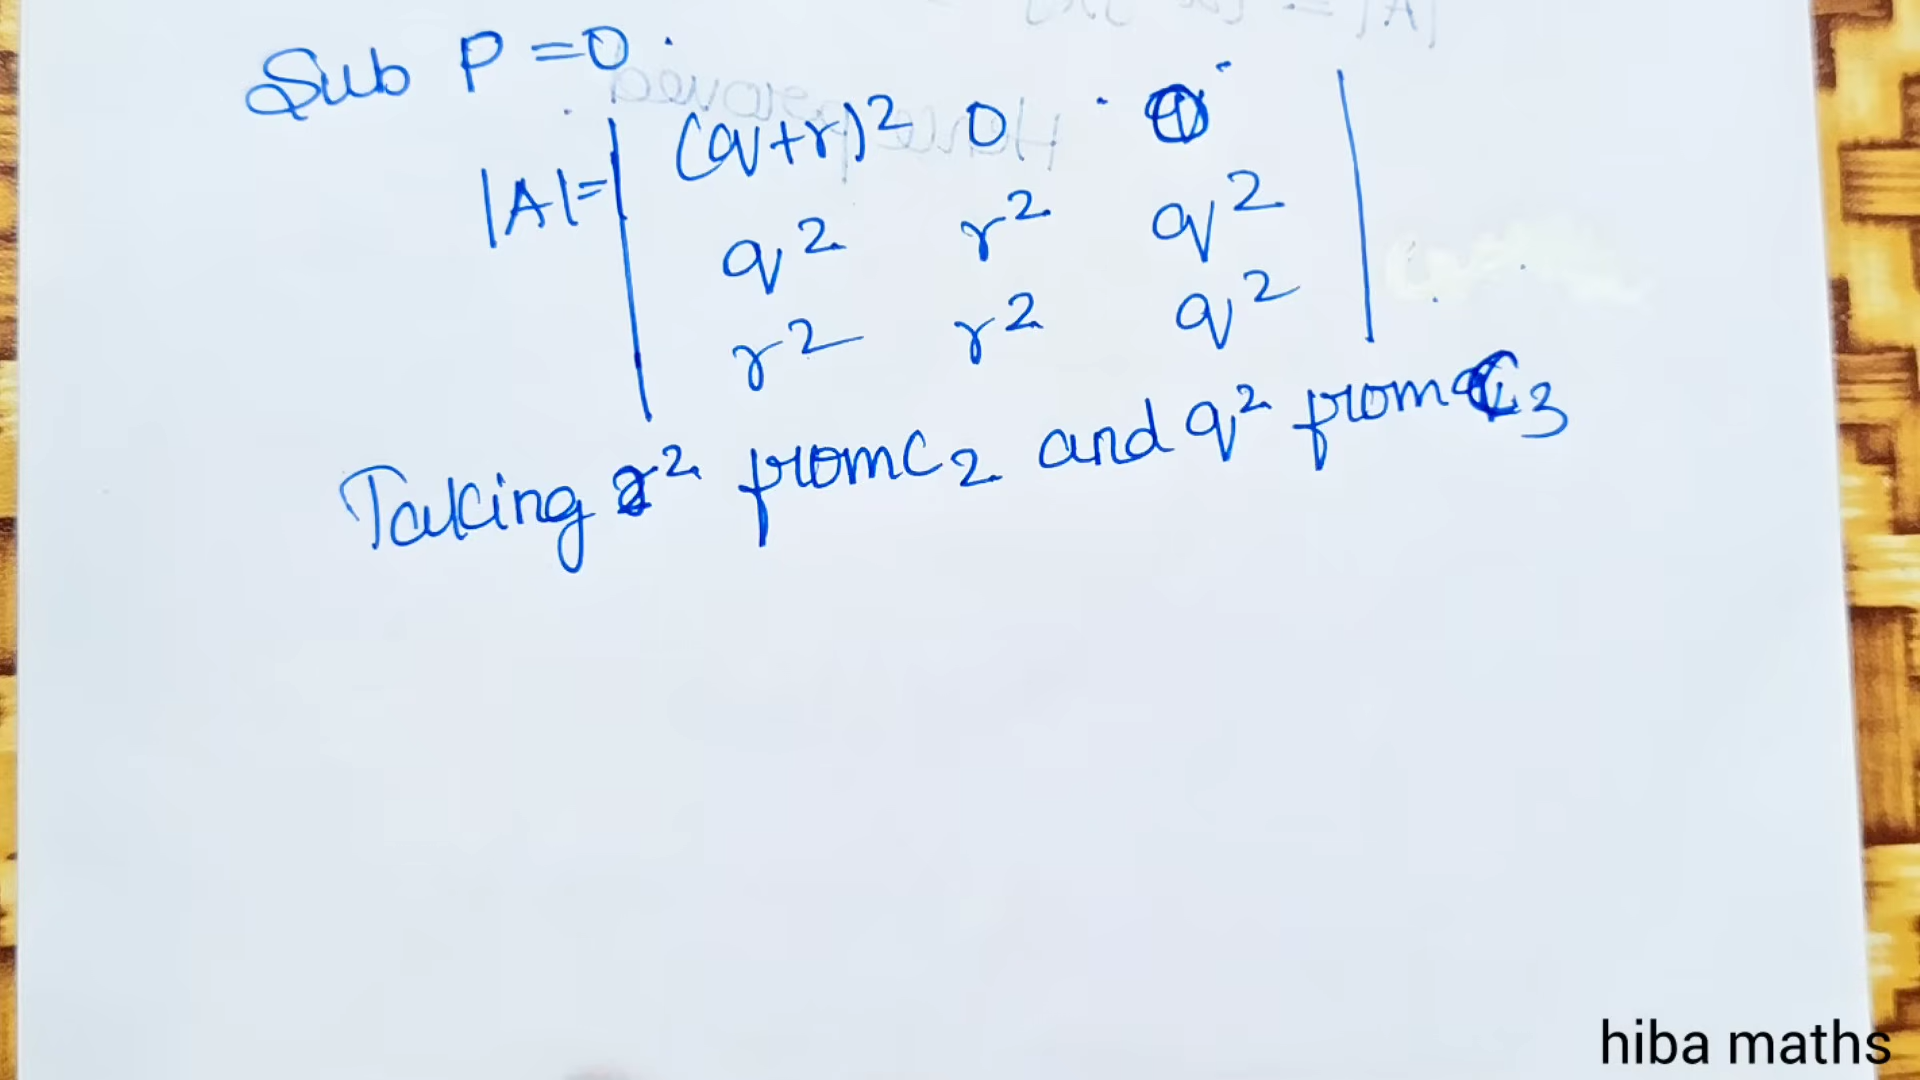 Sub P = 0
|A| = | (q+r)² 0 0 |
q² r² q²
r² r² q²
Taking r² from C2 and q² from C3
hiba maths